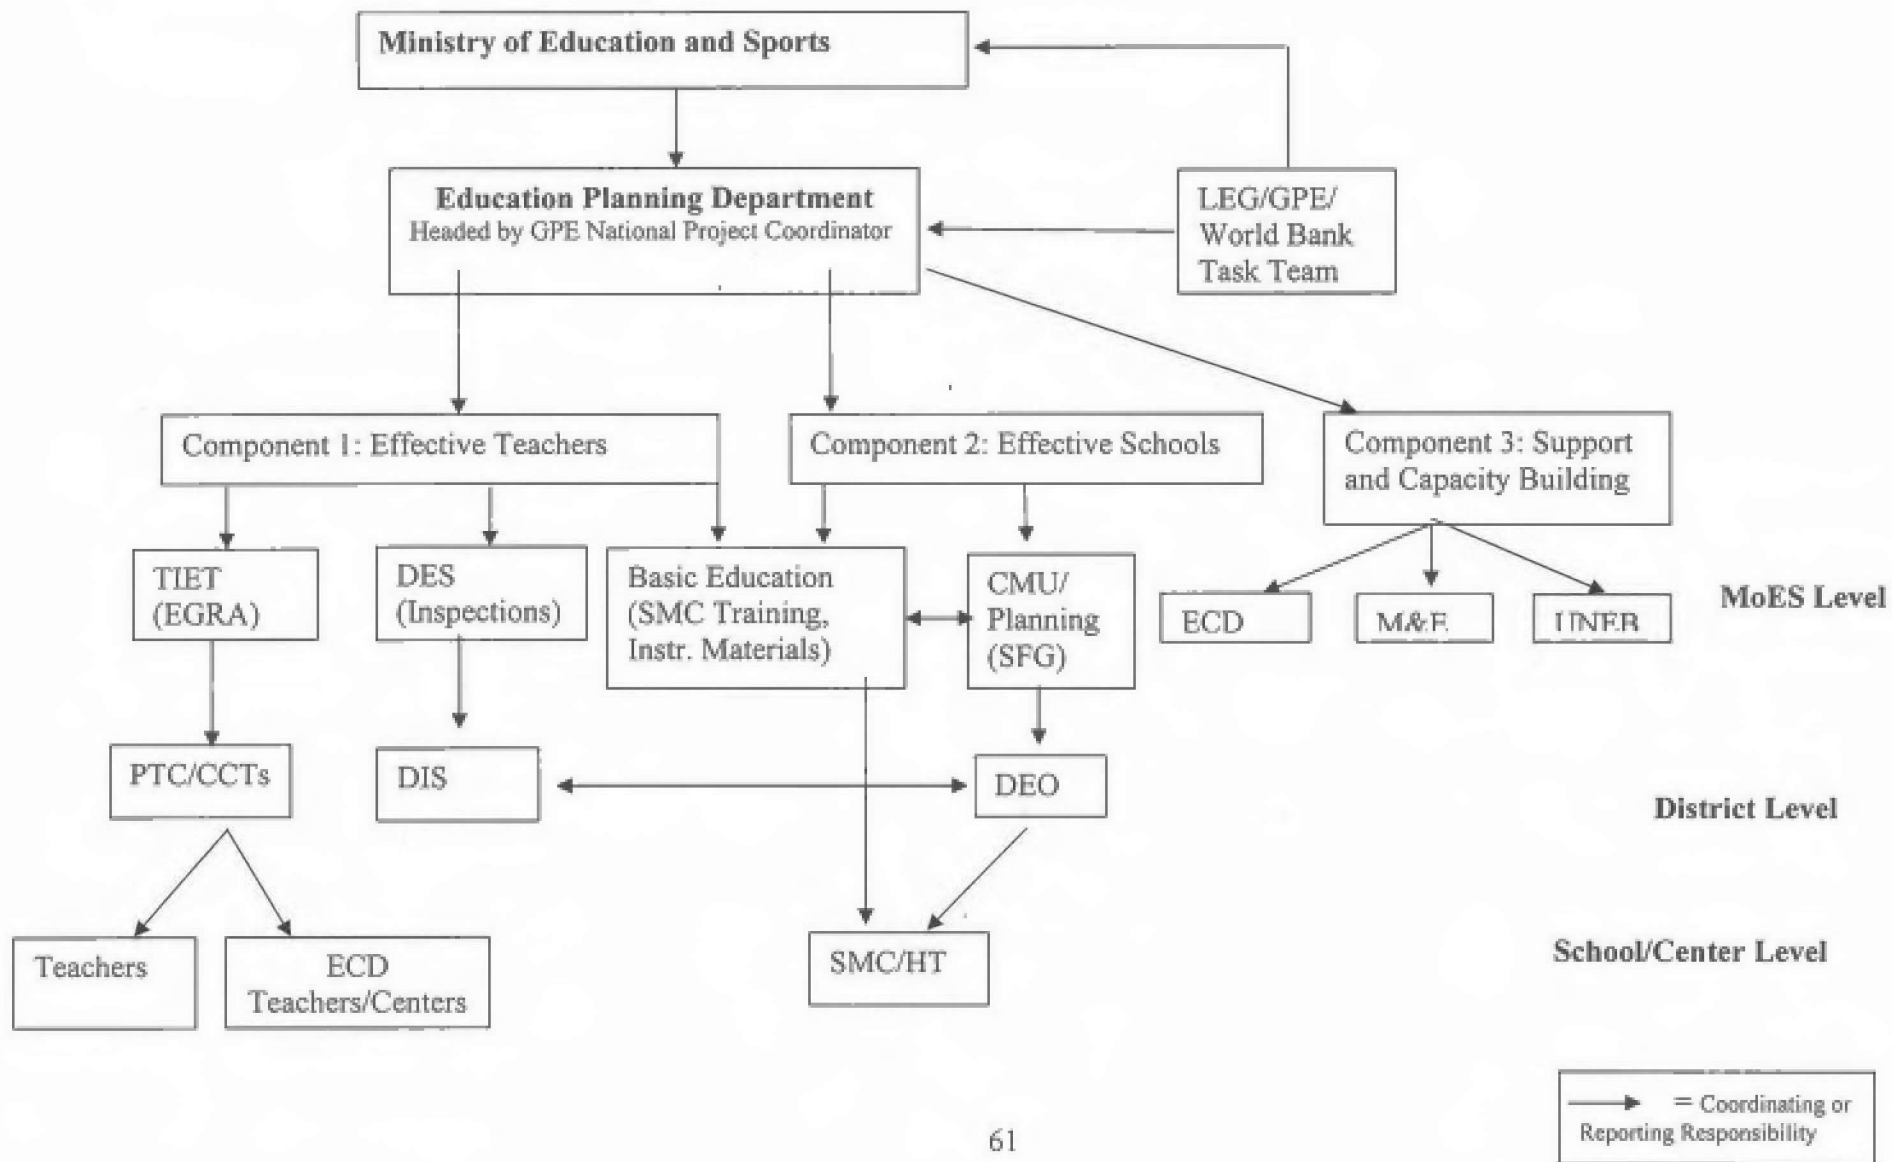 Ministry of Education and Sports
Education Planning Department
Headed by GPE National Project Coordinator
LEG/GPE/
World Bank
Task Team
Component 1: Effective Teachers
Component 2: Effective Schools
Component 3: Support
and Capacity Building
TIET
(EGRA)
DES
(Inspections)
Basic Education
(SMC Training,
Instr. Materials)
CMU/
Planning
(SFG)
ECD
M&E
UNEB
MoES Level
PTC/CCTs
DIS
DEO
District Level
Teachers
ECD
Teachers/Centers
SMC/HT
School/Center Level
= Coordinating or
Reporting Responsibility
61